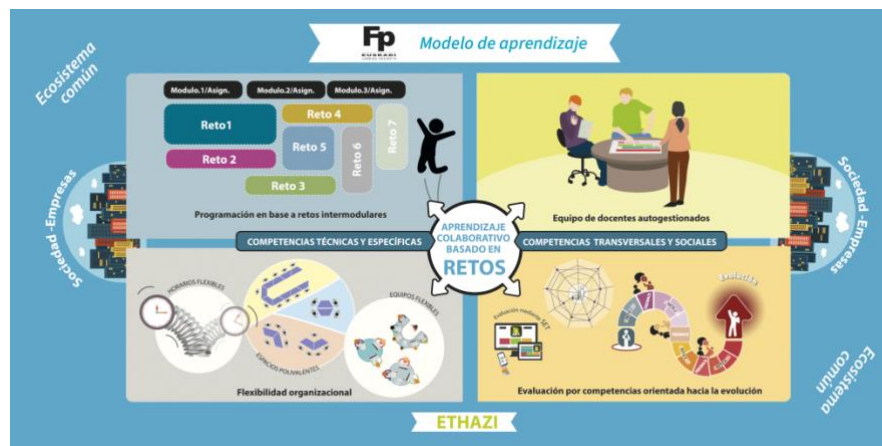 Fp
EUSKADI
Modelo de aprendizaje
Ecosistema
común
Sociedad -Empresas
Modulo.1/Asign.
Modulo.2/Asign.
Modulo.3/Asign.
Reto1
Reto 2
Reto 3
Reto 4
Reto 5
Reto 6
Reto 7
Programación en base a retos intermodulares
Equipo de docentes autogestionados
COMPETENCIAS TÉCNICAS Y ESPECÍFICAS
APRENDIZAJE
COLABORATIVO
BASADO EN
RETOS
COMPETENCIAS TRANSVERSALES Y SOCIALES
Sociedad -Empresas
HORARIOS FLEXIBLES
ESPACIOS POLIVALENTES
EQUIPOS FLEXIBLES
Flexibilidad organizacional
Evaluación mediante SET
Evolución
Evaluación por competencias orientada hacia la evolución
Ecosistema
común
ETHAZI